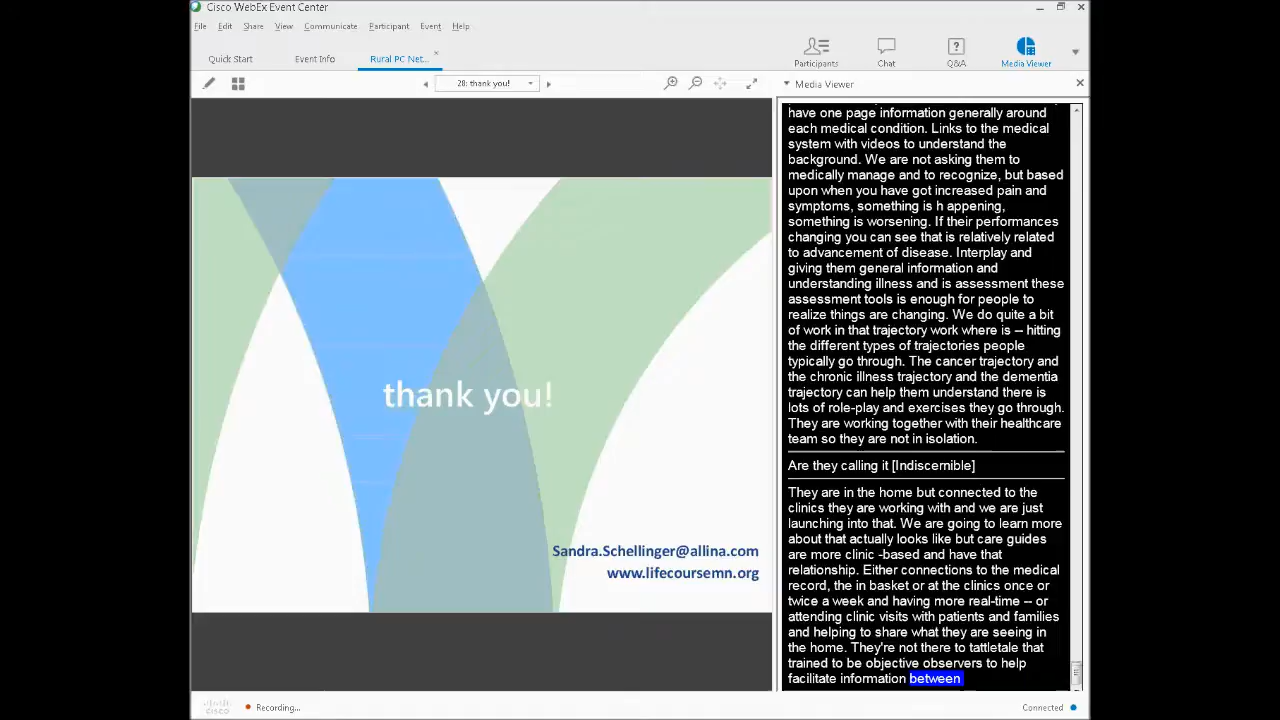 Cisco WebEx Event Center
File Edit Share View Communicate Participant Event Help
Quick Start Event Info Rural PC Net... Participants Chat Q&A Media Viewer
28: thank you!
Media Viewer
have one page information generally around
each medical condition. Links to the medical
system with videos to understand the
background. We are not asking them to
medically manage and to recognize, but based
upon when you have got increased pain and
symptoms, something is h appening,
something is worsening. If their performances
changing you can see that is relatively related
to advancement of disease. Interplay and
giving them general information and
understanding illness and is assessment these
assessment tools is enough for people to
realize things are changing. We do quite a bit
of work in that trajectory work where is -- hitting
the different types of trajectories people
typically go through. The cancer trajectory and
the chronic illness trajectory and the dementia
trajectory can help them understand there is
lots of role-play and exercises they go through.
They are working together with their healthcare
team so they are not in isolation.
Are they calling it [Indiscernible]
They are in the home but connected to the
clinics they are working with and we are just
launching into that. We are going to learn more
about that actually looks like but care guides
are more clinic -based and have that
relationship. Either connections to the medical
record, the in basket or at the clinics once or
twice a week and having more real-time -- or
attending clinic visits with patients and families
and helping to share what they are seeing in
the home. They're not there to tattletale that
trained to be objective observers to help
facilitate information between
thank you!
Sandra.Schellinger@allina.com
www.lifecoursemn.org
cisco Recording... Connected